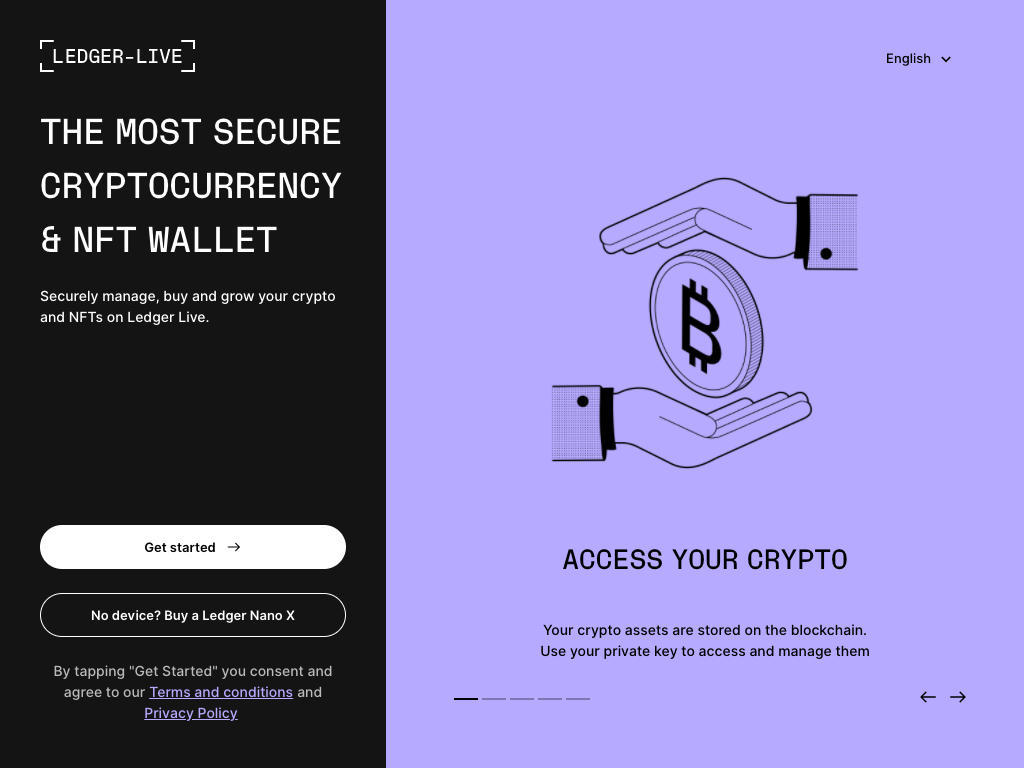 LEDGER-LIVE
THE MOST SECURE
CRYPTOCURRENCY
& NFT WALLET
Securely manage, buy and grow your crypto
and NFTs on Ledger Live.
Get started
No device? Buy a Ledger Nano X
By tapping "Get Started" you consent and
agree to our Terms and conditions and
Privacy Policy
English
ACCESS YOUR CRYPTO
Your crypto assets are stored on the blockchain.
Use your private key to access and manage them